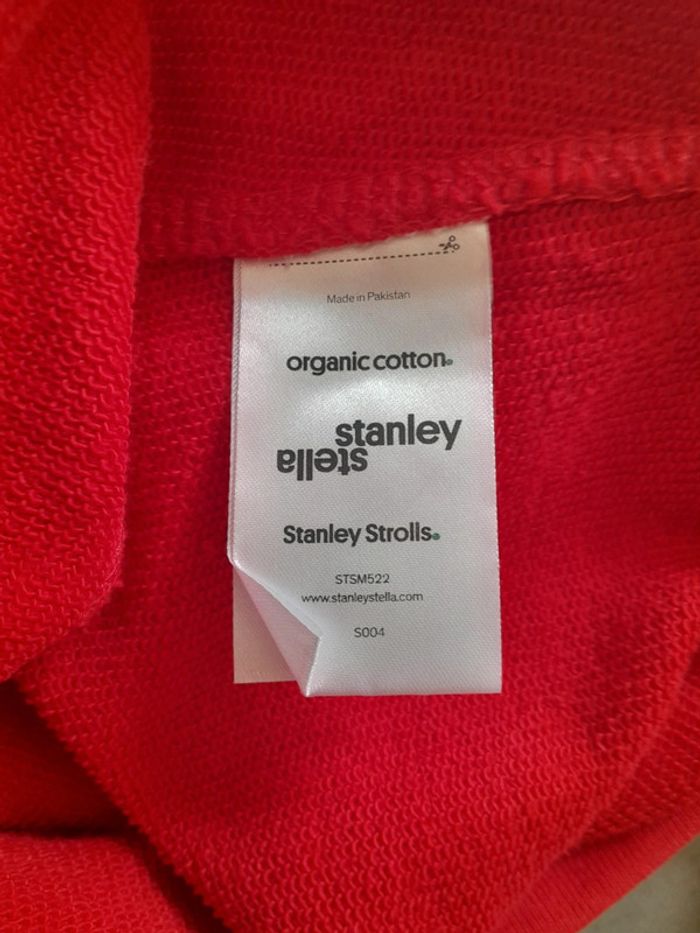 Made in Pakistan
organic cotton.
stanley
stella
Stanley Strolls.
STSM522
www.stanleystella.com
S004